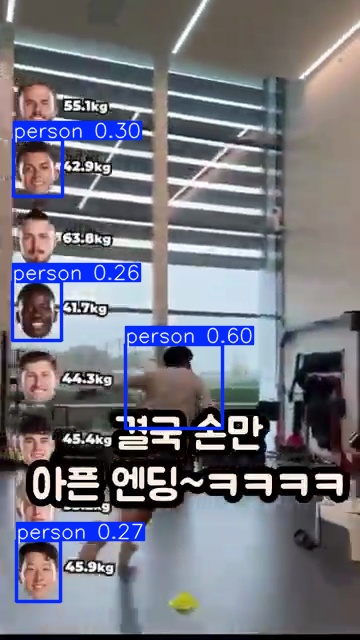 55.1kg
person 0.30
42.9kg
63.8kg
person 0.26
41.7kg
person 0.60
44.3kg
결국 손만
45.4kg
아픈 엔딩~ㅋㅋㅋㅋ
person 0.27
45.9kg